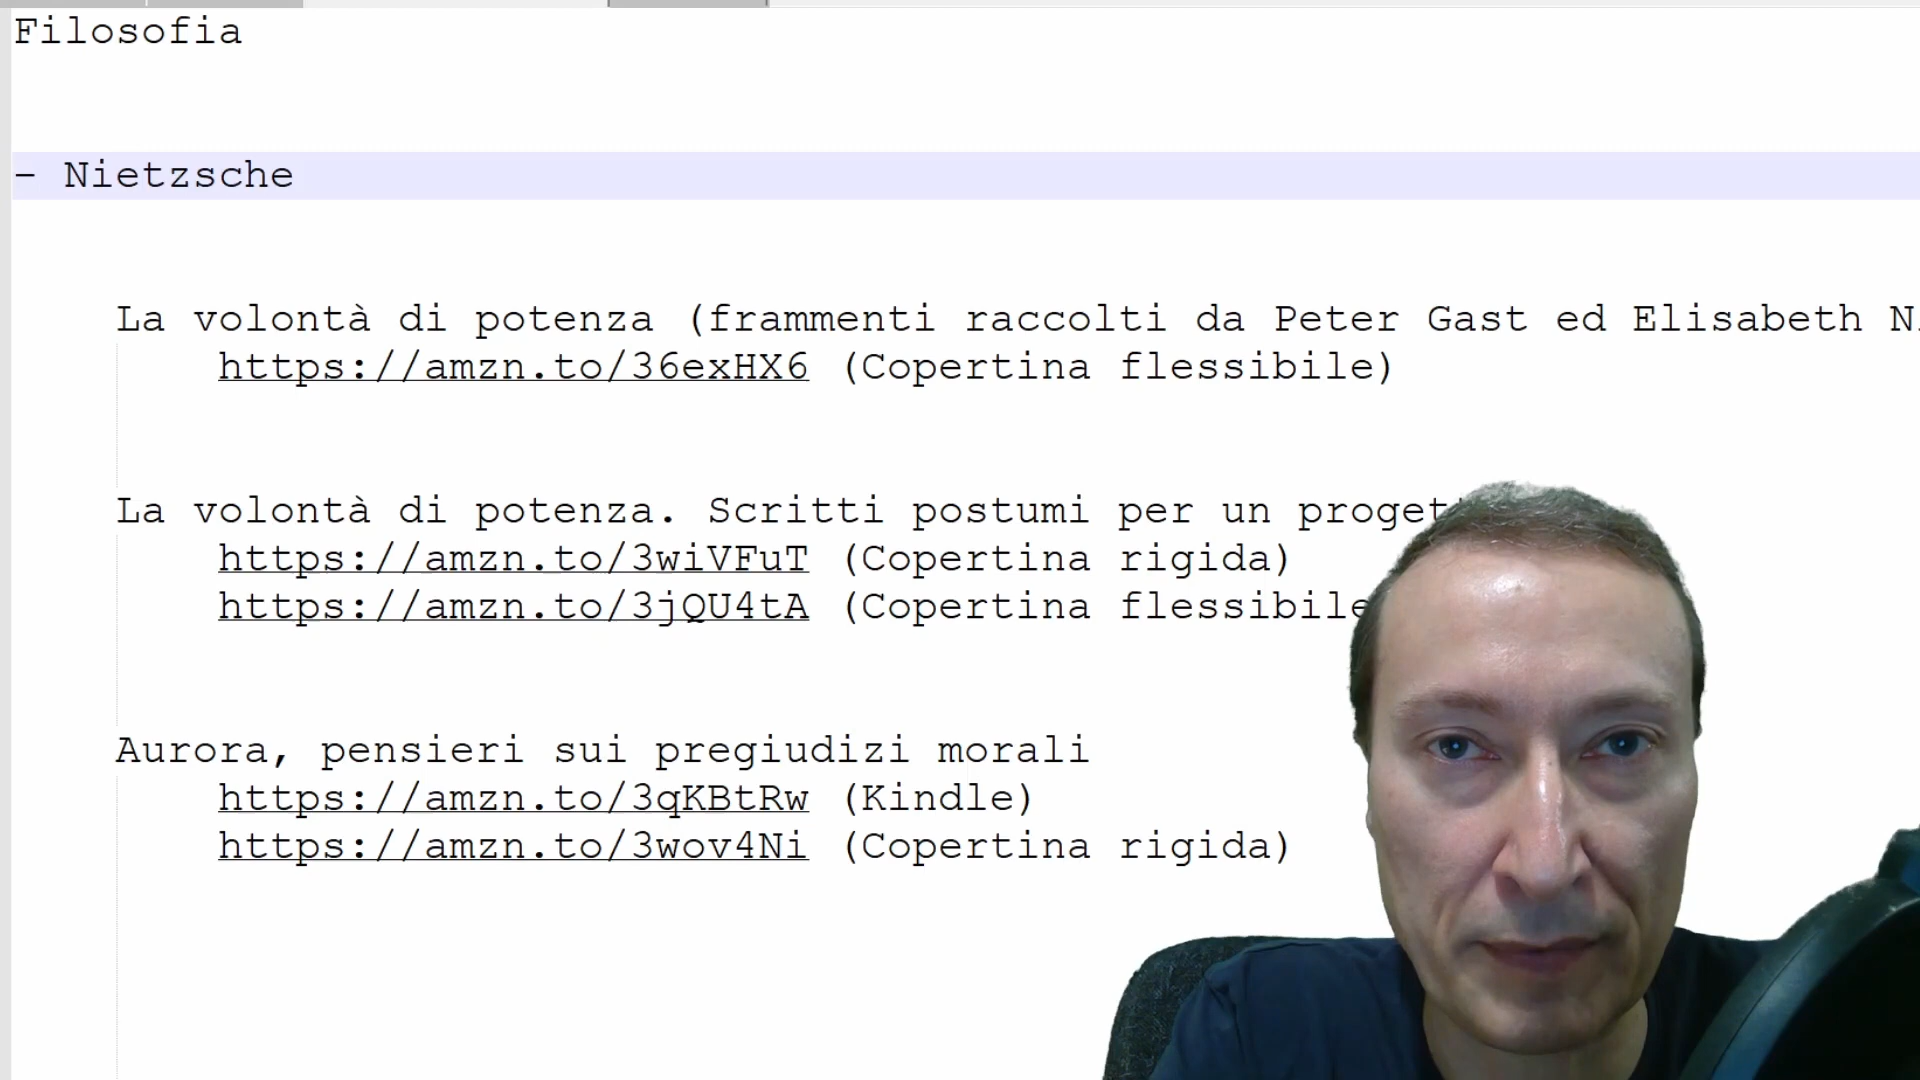 Filosofia
- Nietzsche
La volontà di potenza (frammenti raccolti da Peter Gast ed Elisabeth
https://amzn.to/36exHX6 (Copertina flessibile)
La volontà di potenza. Scritti postumi per un
https://amzn.to/3wiVFuT (Copertina rigida)
https://amzn.to/3jQU4tA (Copertina flessibile
Aurora, pensieri sui pregiudizi morali
https://amzn.to/3qKBtRw (Kindle)
https://amzn.to/3wov4Ni (Copertina rigida)